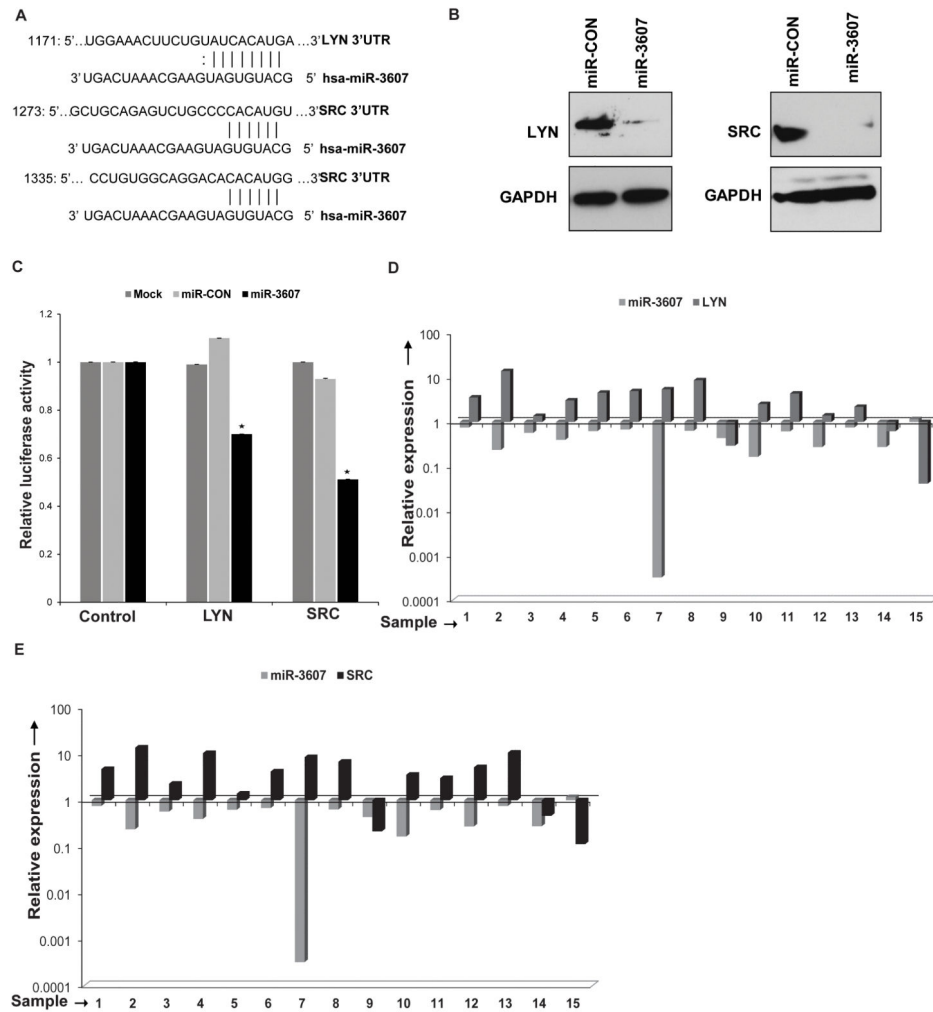 A
1171: 5'...UGGAAACUUCUGUAUCACAUGA ...3'LYN 3'UTR
: | | | | | | | |
3' UGACUAAACGAAGUAGUGUACG 5' hsa-miR-3607
1273: 5'...GCUGCAGAGUCUGCCCCACAUGU ...3'SRC 3'UTR
| | | | | |
3' UGACUAAACGAAGUAGUGUACG 5' hsa-miR-3607
1335: 5'... CCUGUGGCAGGACACACAUGG ...3'SRC 3'UTR
| | | | | |
3' UGACUAAACGAAGUAGUGUACG 5' hsa-miR-3607
B
miR-CON miR-3607
LYN
GAPDH
miR-CON miR-3607
SRC
GAPDH
C
Mock miR-CON miR-3607
Relative luciferase activity
1.2
1
0.8
0.6
0.4
0.2
0
* *
Control LYN SRC
D
miR-3607 LYN
Relative expression →
100
10
1
0.1
0.01
0.001
0.0001
Sample → 1 2 3 4 5 6 7 8 9 10 11 12 13 14 15
E
miR-3607 SRC
Relative expression →
100
10
1
0.1
0.01
0.001
0.0001
Sample → 1 2 3 4 5 6 7 8 9 10 11 12 13 14 15